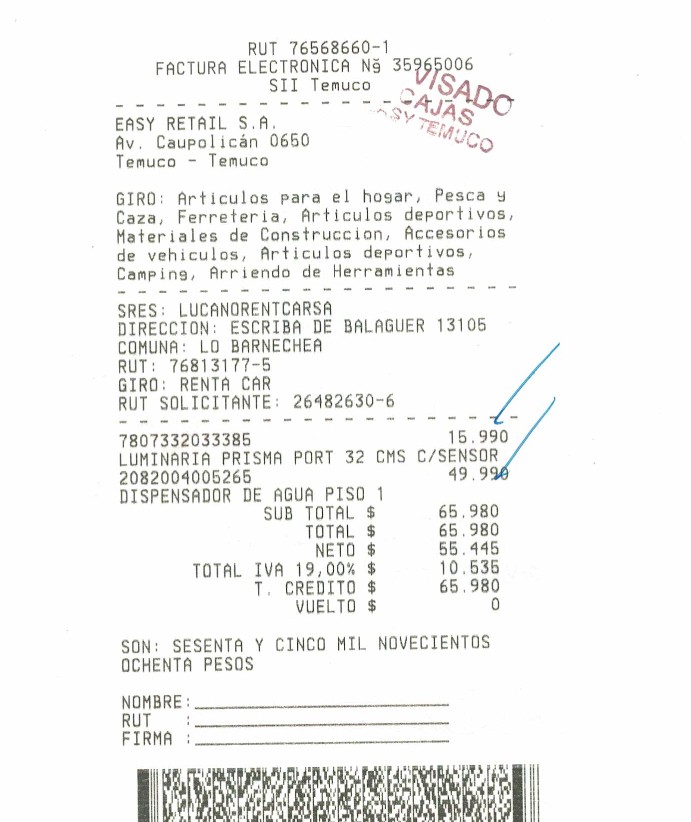 RUT 76568660-1
FACTURA ELECTRONICA Nº 35965006
SII Temuco
VISADO
CAJAS
EASY TEMUCO
EASY RETAIL S.A.
Av. Caupolicán 0650
Temuco - Temuco
GIRO: Articulos para el hogar, Pesca y
Caza, Ferreteria, Articulos deportivos,
Materiales de Construccion, Accesorios
de vehiculos, Articulos deportivos,
Camping, Arriendo de Herramientas
SRES: LUCANORENTCARSA
DIRECCION: ESCRIBA DE BALAGUER 13105
COMUNA: LO BARNECHEA
RUT: 76813177-5
GIRO: RENTA CAR
RUT SOLICITANTE: 26482630-6
7807332033385 15.990
LUMINARIA PRISMA PORT 32 CMS C/SENSOR
2082004005265 49.990
DISPENSADOR DE AGUA PISO 1
SUB TOTAL $ 65.980
TOTAL $ 65.980
NETO $ 55.445
TOTAL IVA 19,00% $ 10.535
T. CREDITO $ 65.980
VUELTO $ 0
SON: SESENTA Y CINCO MIL NOVECIENTOS
OCHENTA PESOS
NOMBRE:
RUT :
FIRMA :